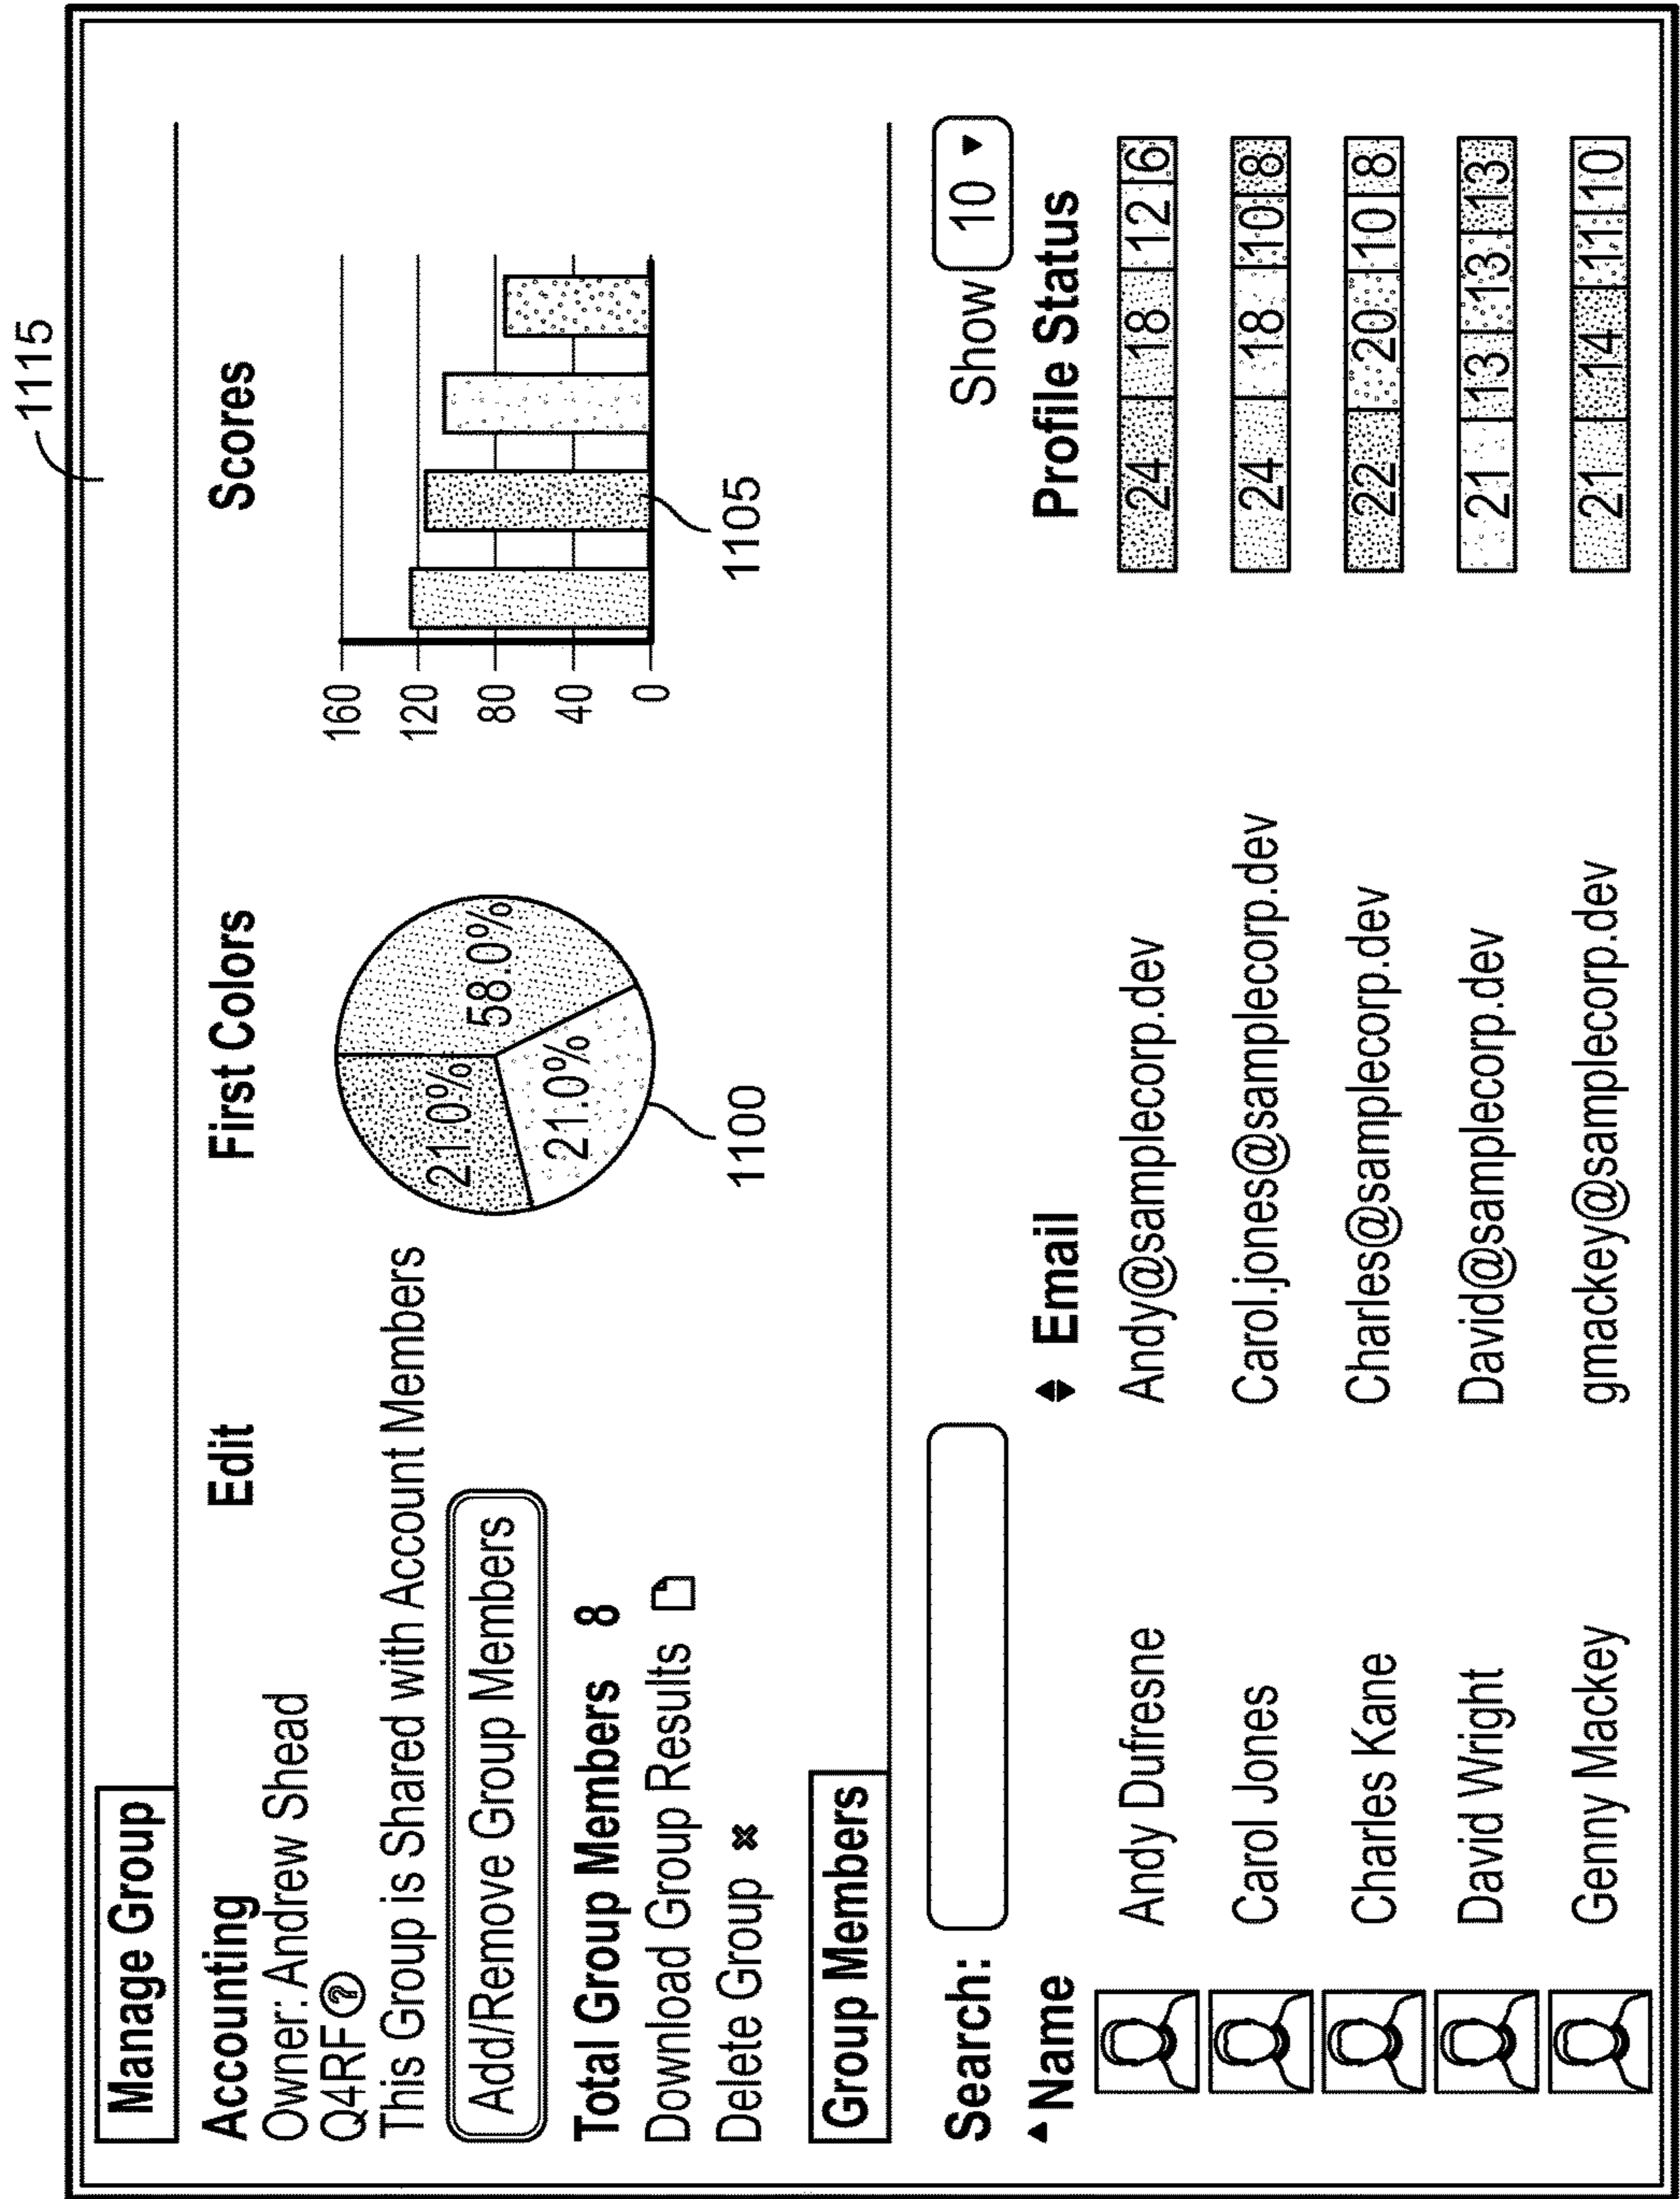 1115
Manage Group
Accounting Edit First Colors Scores
Owner: Andrew Shead
Q4RF?
This Group is Shared with Account Members
Add/Remove Group Members
Total Group Members 8
Download Group Results
Delete Group ×
21.0% 58.0%
21.0%
1100
160
120
80
40
0
1105
Group Members
Search: Show 10 ▼
▲Name Email Profile Status
Andy Dufresne Andy@samplecorp.dev 24 18 12 6
Carol Jones Carol.jones@samplecorp.dev 24 18 10 8
Charles Kane Charles@samplecorp.dev 22 20 10 8
David Wright David@samplecorp.dev 21 13 13 13
Genny Mackey gmackey@samplecorp.dev 21 14 11 10